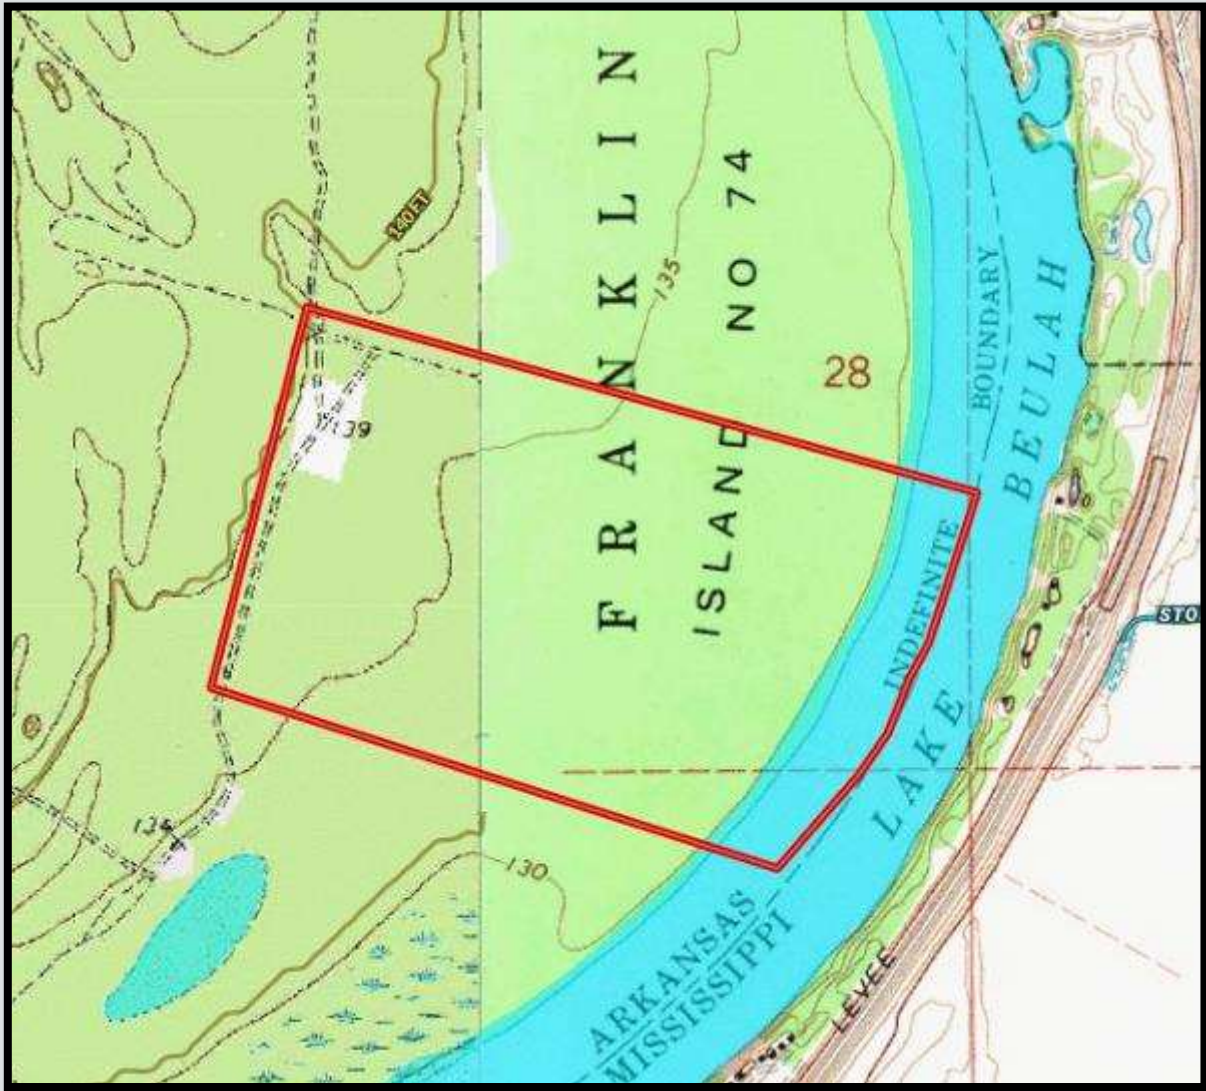 FRANKLIN
ISLAND NO 74
140 FT
135
28
BOUNDARY
BEULAH
139
INDEFINITE
STO
LAKE
134
130
ARKANSAS
MISSISSIPPI
LEVEE